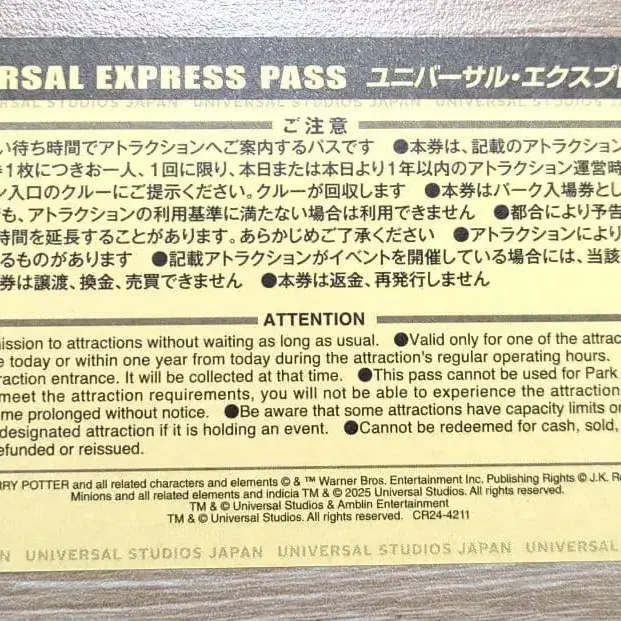 ERSAL EXPRESS PASS ユニバーサル・エクスプ
UNIVERSAL STUDIOS JAPAN UNIVERSAL STUDIOS JAPAN UNIVERSAL STUDIOS JAPAN
ご注意
い待ち時間でアトラクションへご案内するパスです ●本券は、記載のアトラクション
1枚につきお一人、1回に限り、本日または本日より1年以内のアトラクション運営時
ン入口のクルーにご提示ください。クルーが回収します ●本券はパーク入場券とし
も、アトラクションの利用基準に満たない場合は利用できません ●都合により予告
時間を延長することがあります。あらかじめご了承ください ●アトラクションにより
るものがあります ●記載アトラクションがイベントを開催している場合には、当該
券は譲渡、換金、売買できません ●本券は返金、再発行しません
ATTENTION
mission to attractions without waiting as long as usual. ●Valid only for one of the attrac
e today or within one year from today during the attraction's regular operating hours.
raction entrance. It will be collected at that time. ●This pass cannot be used for Park
meet the attraction requirements, you will not be able to experience the attraction
me prolonged without notice. ●Be aware that some attractions have capacity limits o
designated attraction if it is holding an event. ●Cannot be redeemed for cash, sold,
efunded or reissued.
RRY POTTER and all related characters and elements © & ™ Warner Bros. Entertainment Inc. Publishing Rights © J.K. Ro
Minions and all related elements and indicia TM & © 2025 Universal Studios. All rights reserved.
TM & © Universal Studios & Amblin Entertainment
TM & © Universal Studios. All rights reserved. CR24-4211
N UNIVERSAL STUDIOS JAPAN UNIVERSAL STUDIOS JAPAN UNIVERS